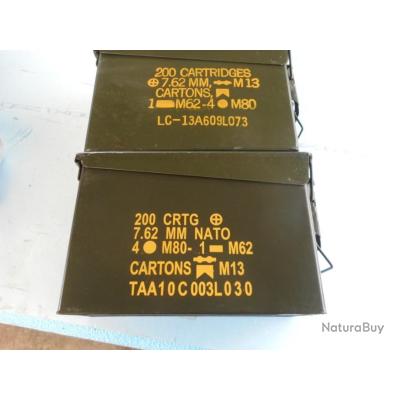 200 CARTRIDGES
7.62 MM, M13
CARTONS,
1 M62-4 M80
LC-13A609L073
200 CRTG
7.62 MM NATO
4 M80- 1 M62
CARTONS M13
TAA10C003L030
NaturaBuy